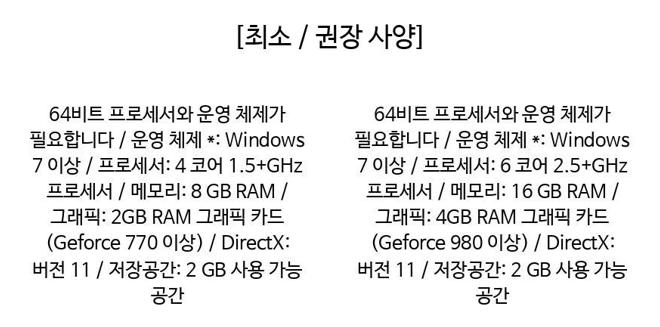 [최소 / 권장 사양]
64비트 프로세서와 운영 체제가
필요합니다 / 운영 체제 *: Windows
7 이상 / 프로세서: 4 코어 1.5+GHz
프로세서 / 메모리: 8 GB RAM /
그래픽: 2GB RAM 그래픽 카드
(Geforce 770 이상) / DirectX:
버전 11 / 저장공간: 2 GB 사용 가능
공간
64비트 프로세서와 운영 체제가
필요합니다 / 운영 체제 *: Windows
7 이상 / 프로세서: 6 코어 2.5+GHz
프로세서 / 메모리: 16 GB RAM /
그래픽: 4GB RAM 그래픽 카드
(Geforce 980 이상) / DirectX:
버전 11 / 저장공간: 2 GB 사용 가능
공간